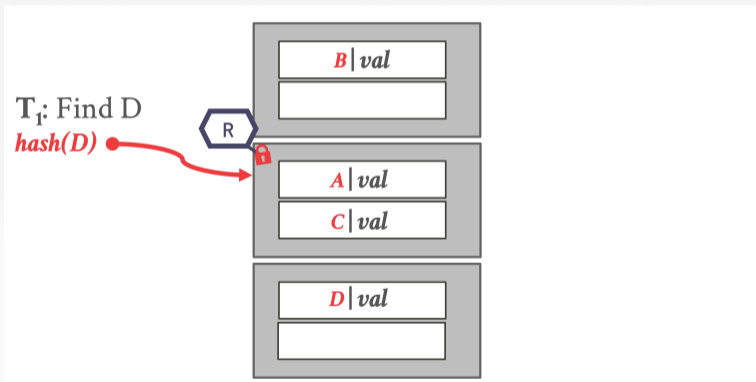 B|val
T₁: Find D
R
hash(D)
A|val
C|val
D|val